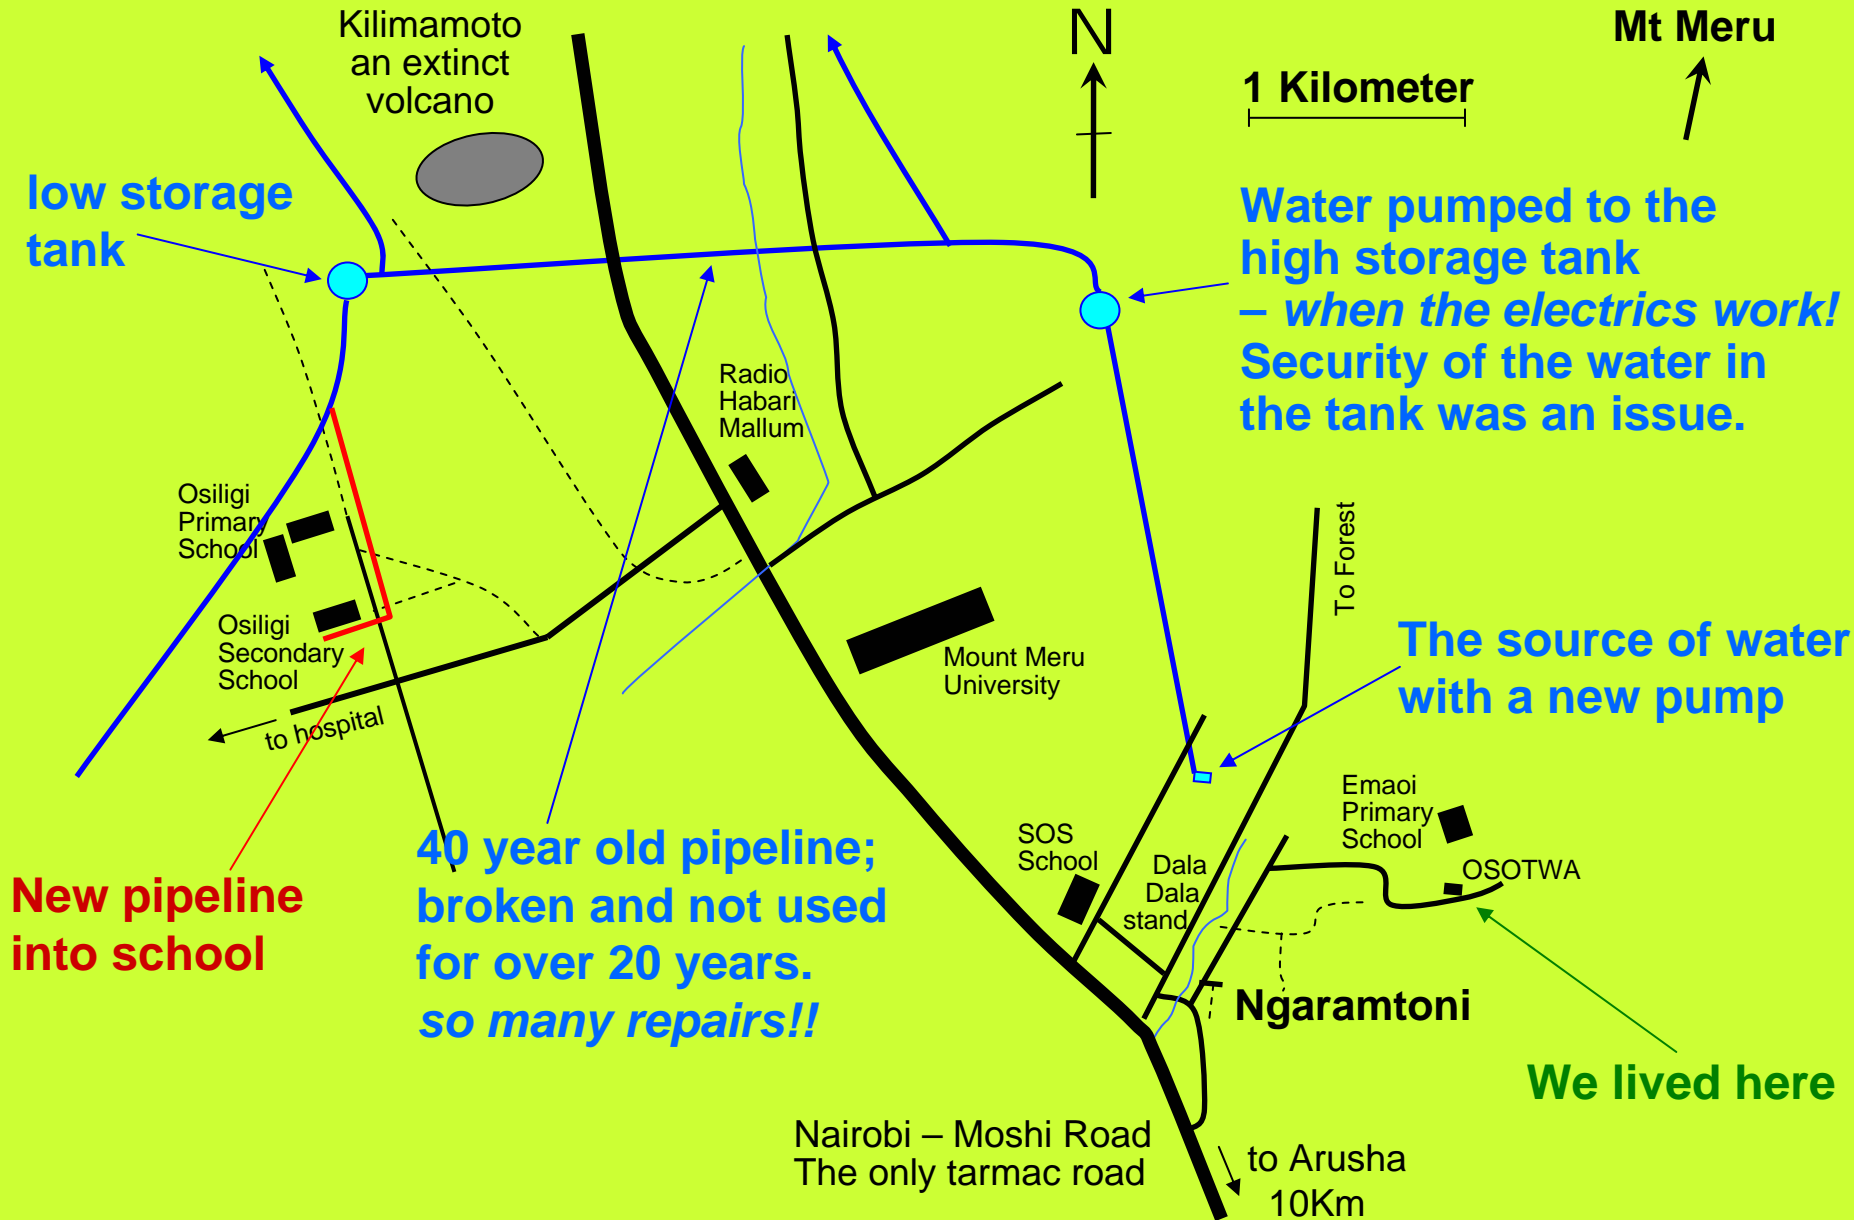 Kilimamoto
an extinct
volcano
N
1 Kilometer
Mt Meru
low storage
tank
Water pumped to the
high storage tank
– when the electrics work!
Security of the water in
the tank was an issue.
Radio
Habari
Mallum
Osiligi
Primary
School
To Forest
Osiligi
Secondary
School
Mount Meru
University
The source of water
with a new pump
to hospital
Emaoi
Primary
School
SOS
School
Dala
Dala
stand
OSOTWA
40 year old pipeline;
broken and not used
for over 20 years.
so many repairs!!
New pipeline
into school
Ngaramtoni
We lived here
Nairobi – Moshi Road
The only tarmac road
to Arusha
10Km